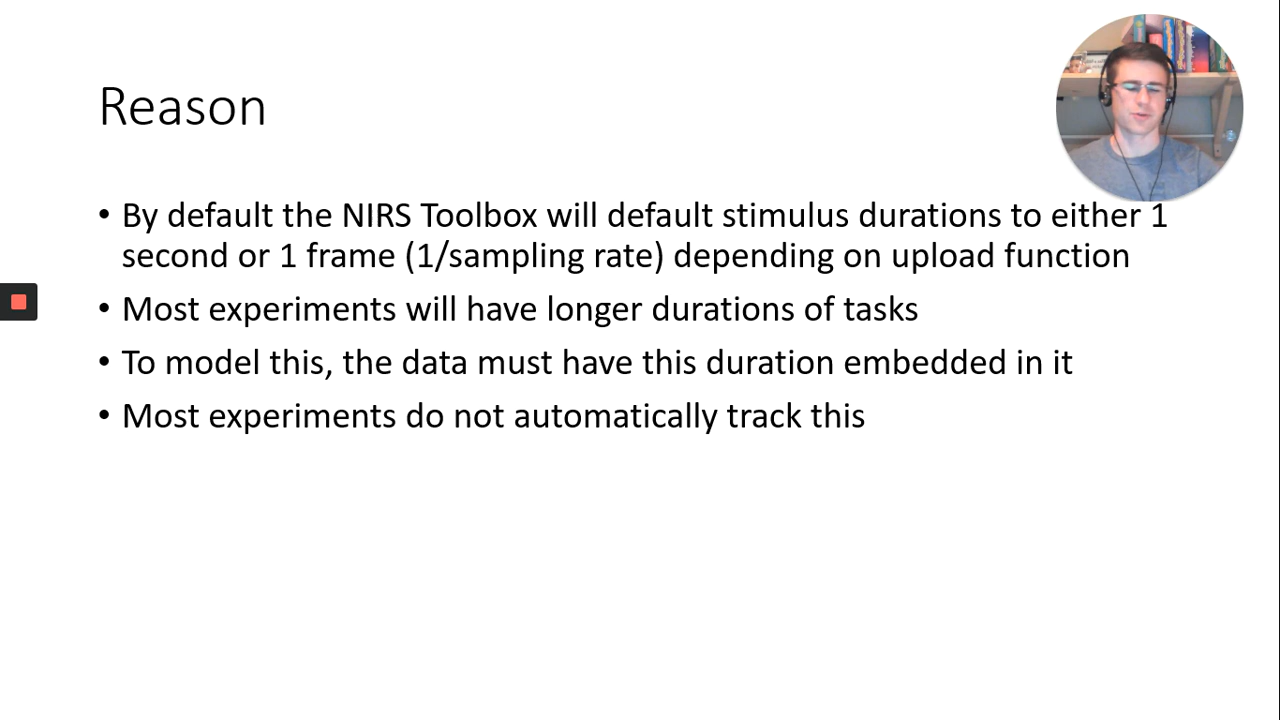 Reason
• By default the NIRS Toolbox will default stimulus durations to either 1
second or 1 frame (1/sampling rate) depending on upload function
• Most experiments will have longer durations of tasks
• To model this, the data must have this duration embedded in it
• Most experiments do not automatically track this